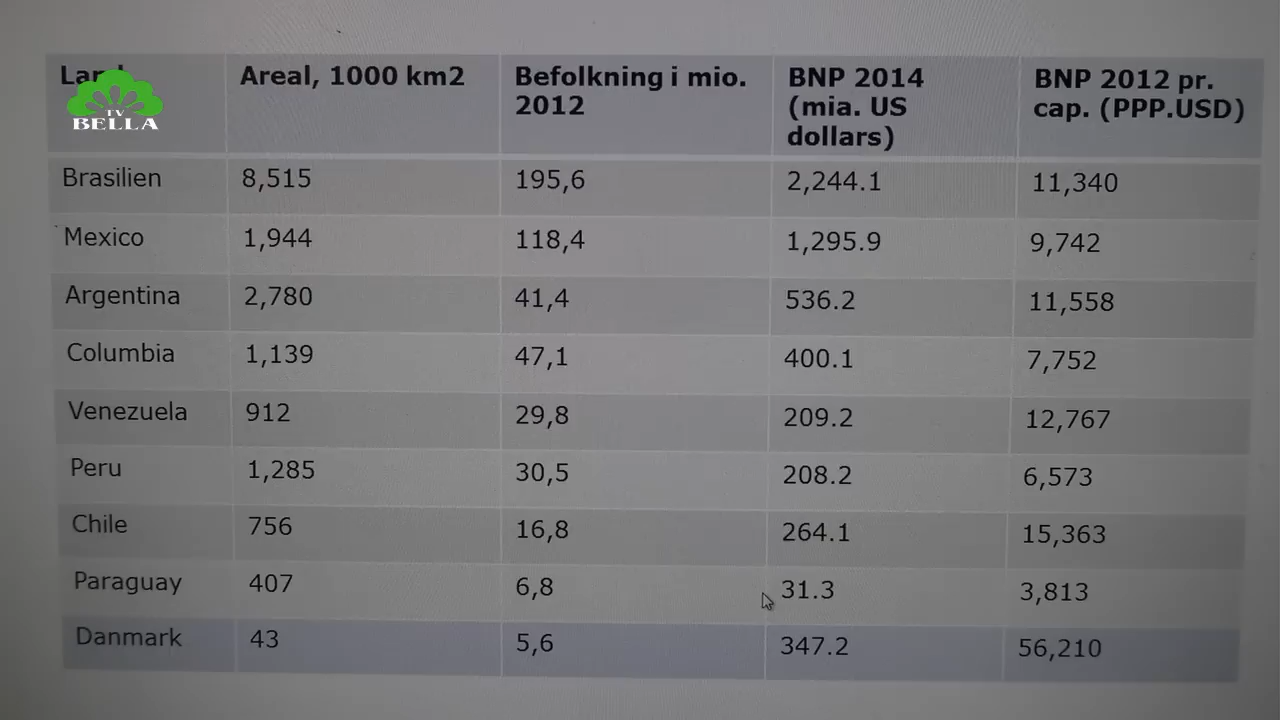 Land Areal, 1000 km2 Befolkning i mio. 2012 BNP 2014 (mia. US dollars) BNP 2012 pr. cap. (PPP.USD)
TV
BELLA
Brasilien 8,515 195,6 2,244.1 11,340
Mexico 1,944 118,4 1,295.9 9,742
Argentina 2,780 41,4 536.2 11,558
Columbia 1,139 47,1 400.1 7,752
Venezuela 912 29,8 209.2 12,767
Peru 1,285 30,5 208.2 6,573
Chile 756 16,8 264.1 15,363
Paraguay 407 6,8 31.3 3,813
Danmark 43 5,6 347.2 56,210